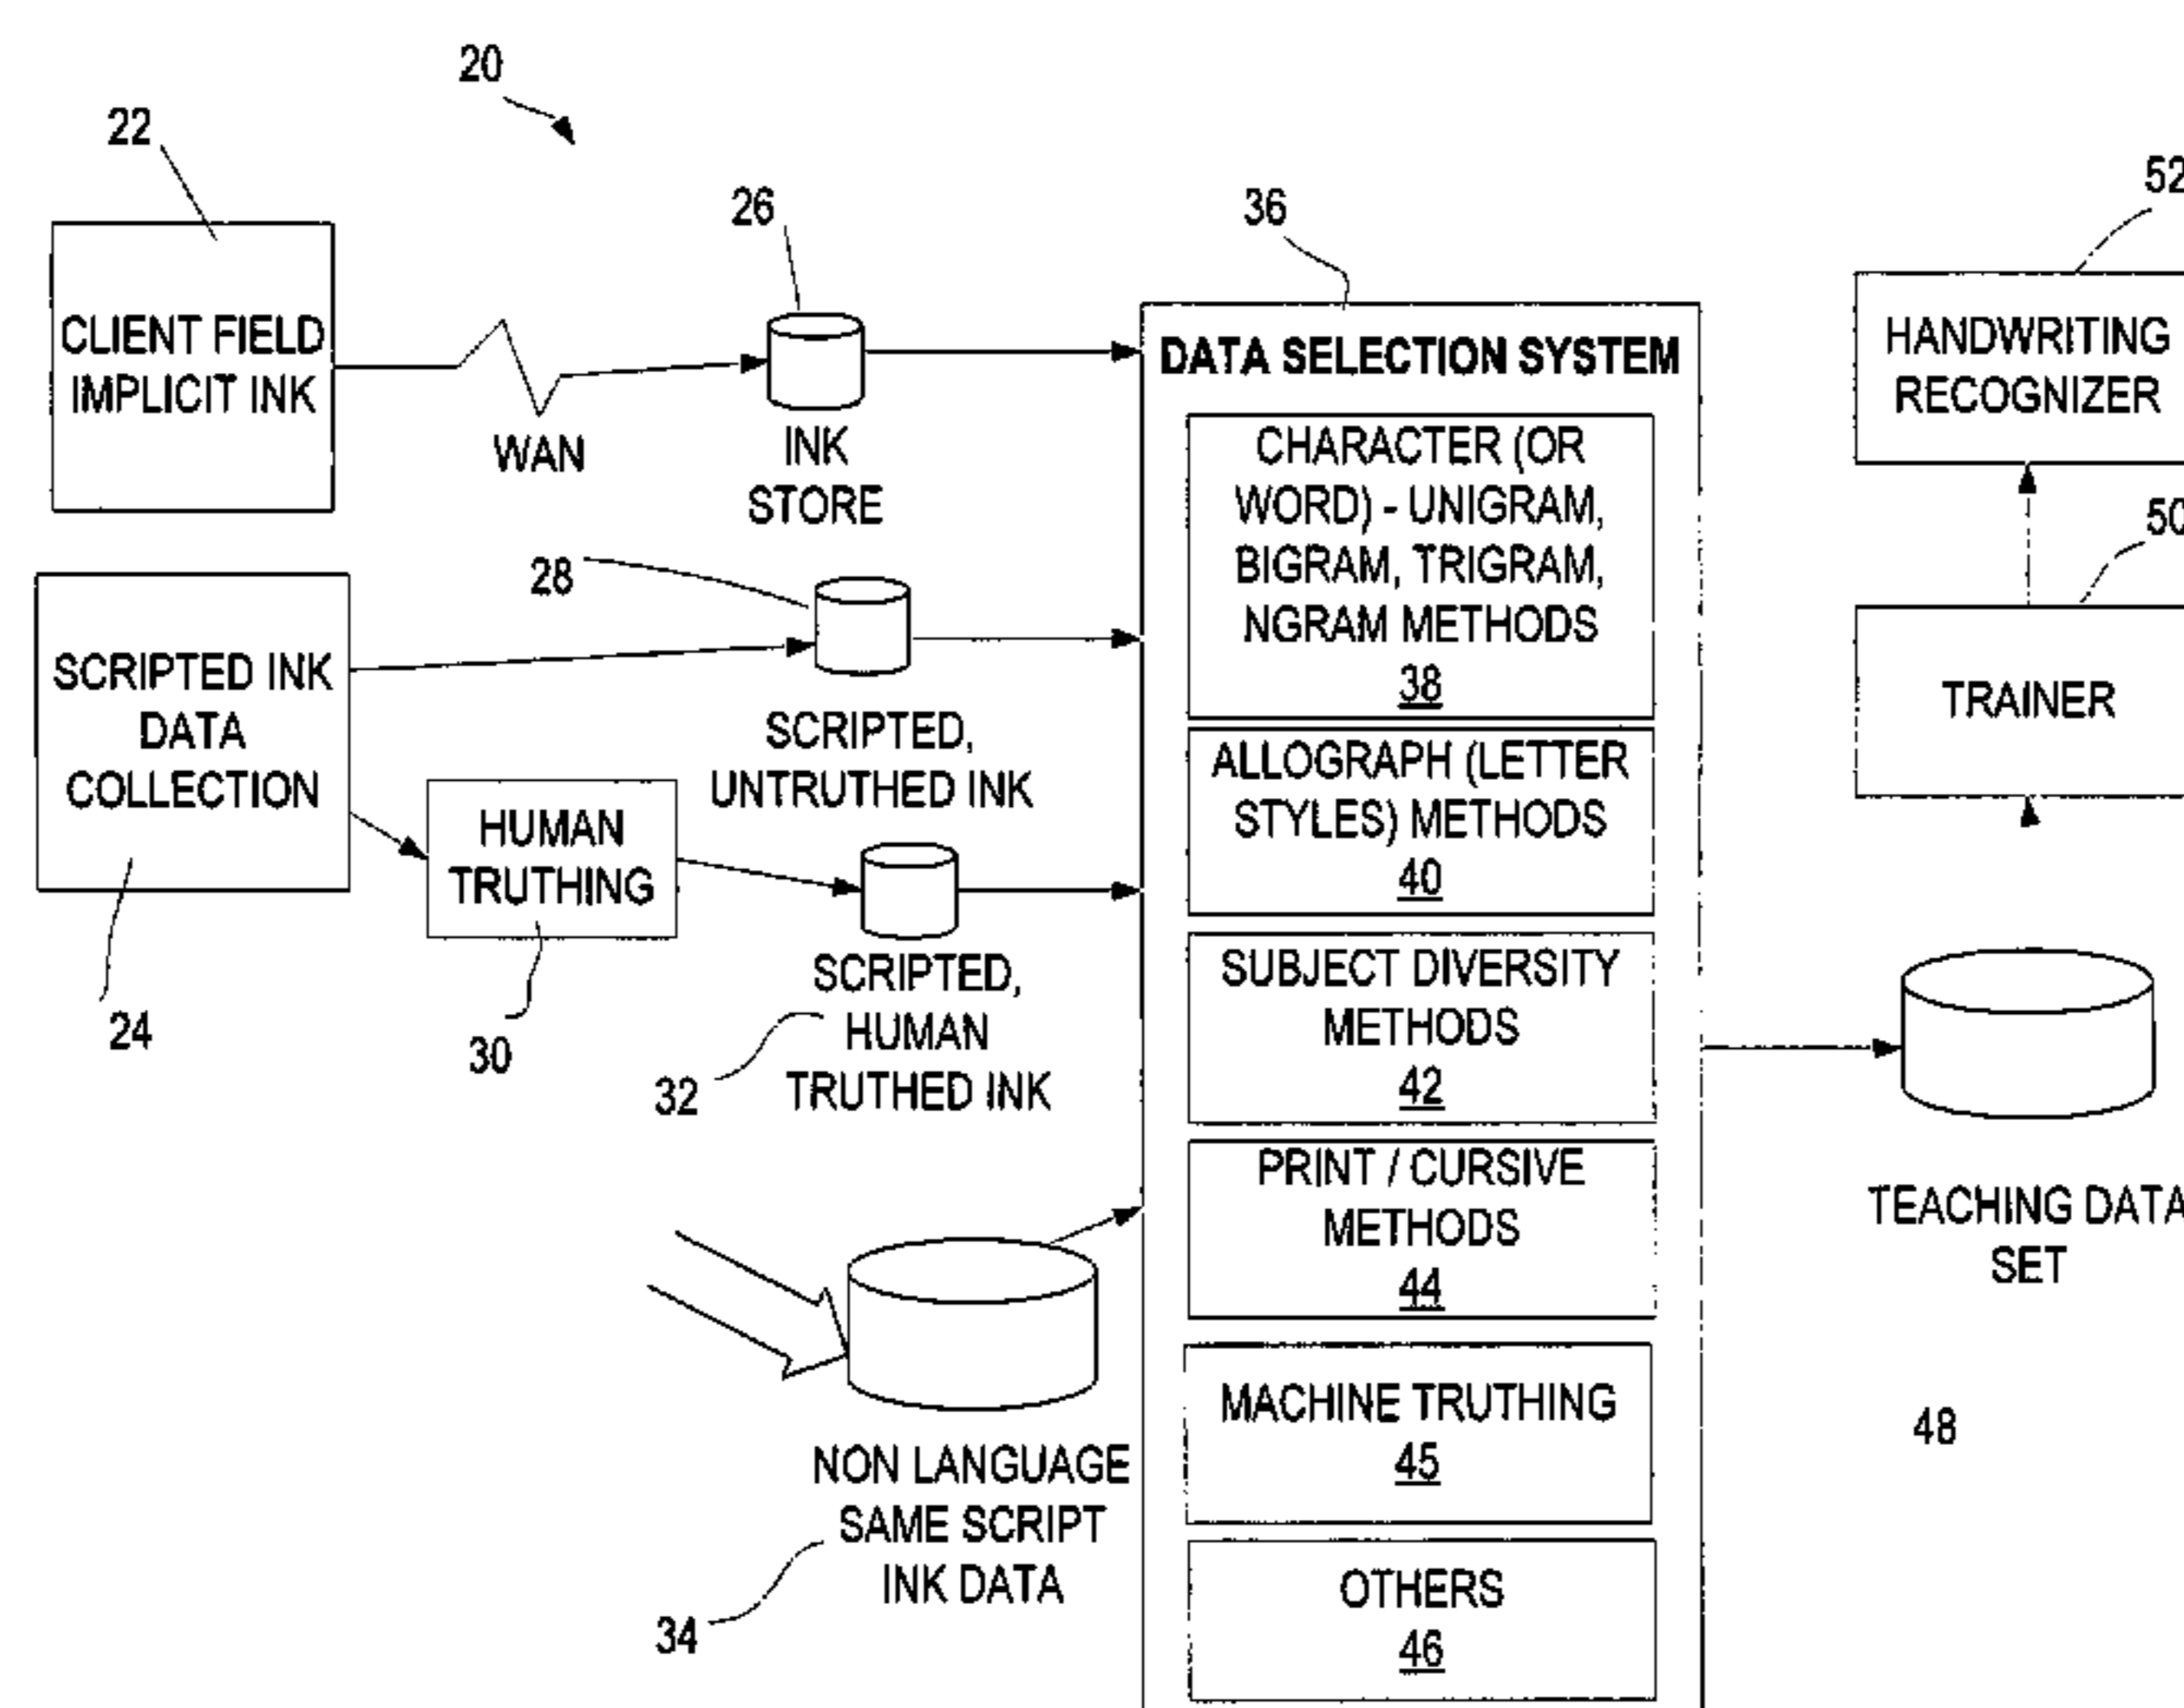 20
22
CLIENT FIELD
IMPLICIT INK
WAN
26
INK
STORE
SCRIPTED INK
DATA
COLLECTION
24
28
SCRIPTED,
UNTRUTHED INK
HUMAN
TRUTHING
30
SCRIPTED,
HUMAN
TRUTHED INK
32
NON LANGUAGE
SAME SCRIPT
INK DATA
34
36
DATA SELECTION SYSTEM
CHARACTER (OR
WORD) - UNIGRAM,
BIGRAM, TRIGRAM,
NGRAM METHODS
38
ALLOGRAPH (LETTER
STYLES) METHODS
40
SUBJECT DIVERSITY
METHODS
42
PRINT / CURSIVE
METHODS
44
MACHINE TRUTHING
45
OTHERS
46
52
HANDWRITING
RECOGNIZER
50
TRAINER
TEACHING DATA
SET
48